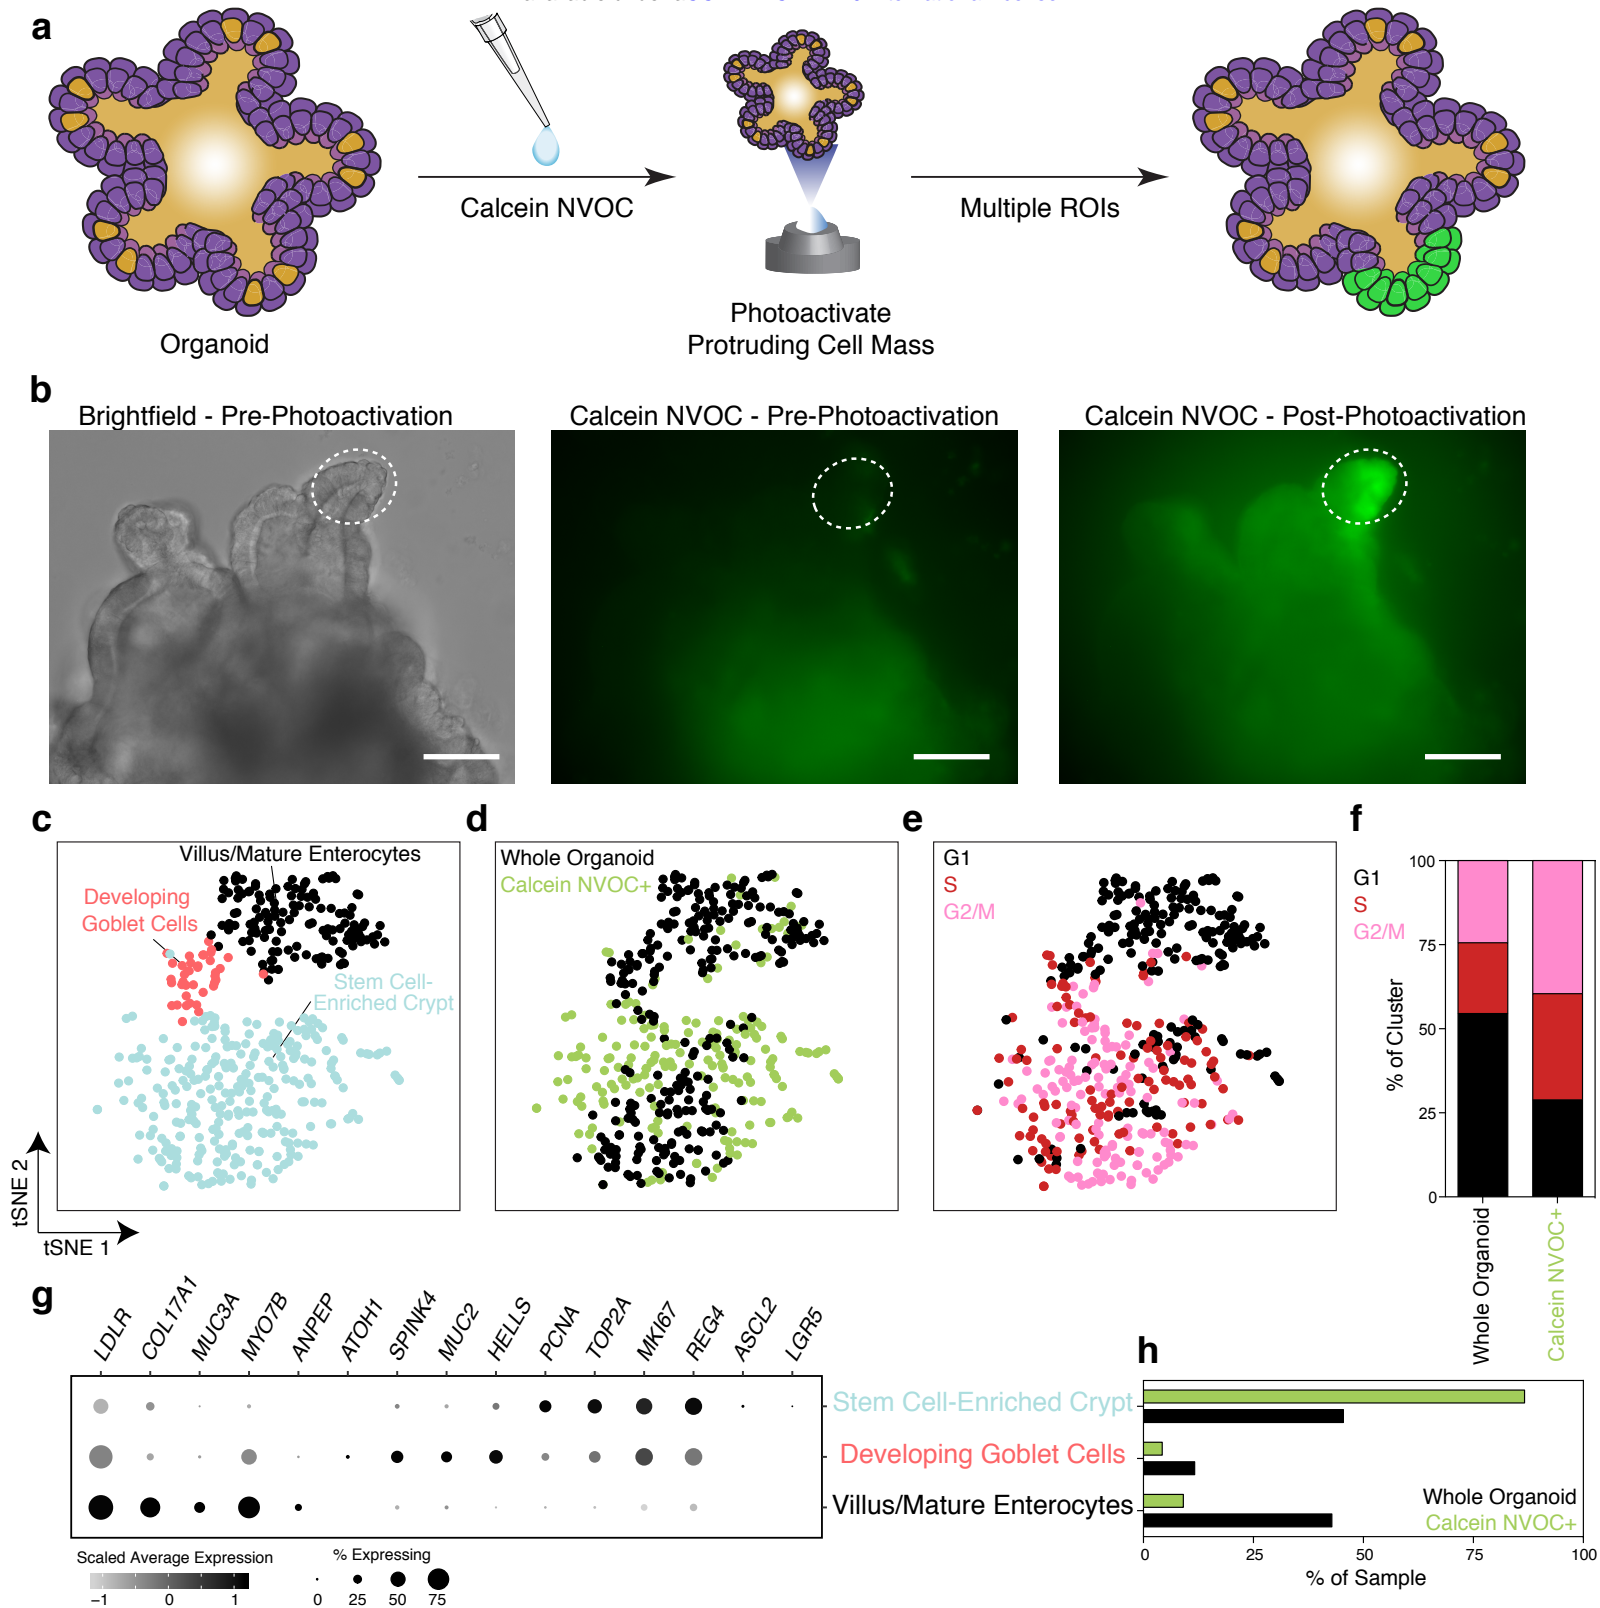 a
Calcein NVOC
Multiple ROIs
Organoid
Photoactivate
Protruding Cell Mass
b
Brightfield - Pre-Photoactivation
Calcein NVOC - Pre-Photoactivation
Calcein NVOC - Post-Photoactivation
c
Villus/Mature Enterocytes
Developing
Goblet Cells
Stem Cell-
Enriched Crypt
tSNE 2
tSNE 1
d
Whole Organoid
Calcein NVOC+
e
G1
S
G2/M
f
G1
S
G2/M
% of Cluster
100
75
50
25
0
Whole Organoid
Calcein NVOC+
g
LDLR
COL17A1
MUC3A
MYO7B
ANPEP
ATOH1
SPINK4
MUC2
HELLS
PCNA
TOP2A
MKI67
REG4
ASCL2
LGR5
Stem Cell-Enriched Crypt
Developing Goblet Cells
Villus/Mature Enterocytes
Scaled Average Expression
−1 0 1
% Expressing
0 25 50 75
h
Whole Organoid
Calcein NVOC+
0 25 50 75 100
% of Sample